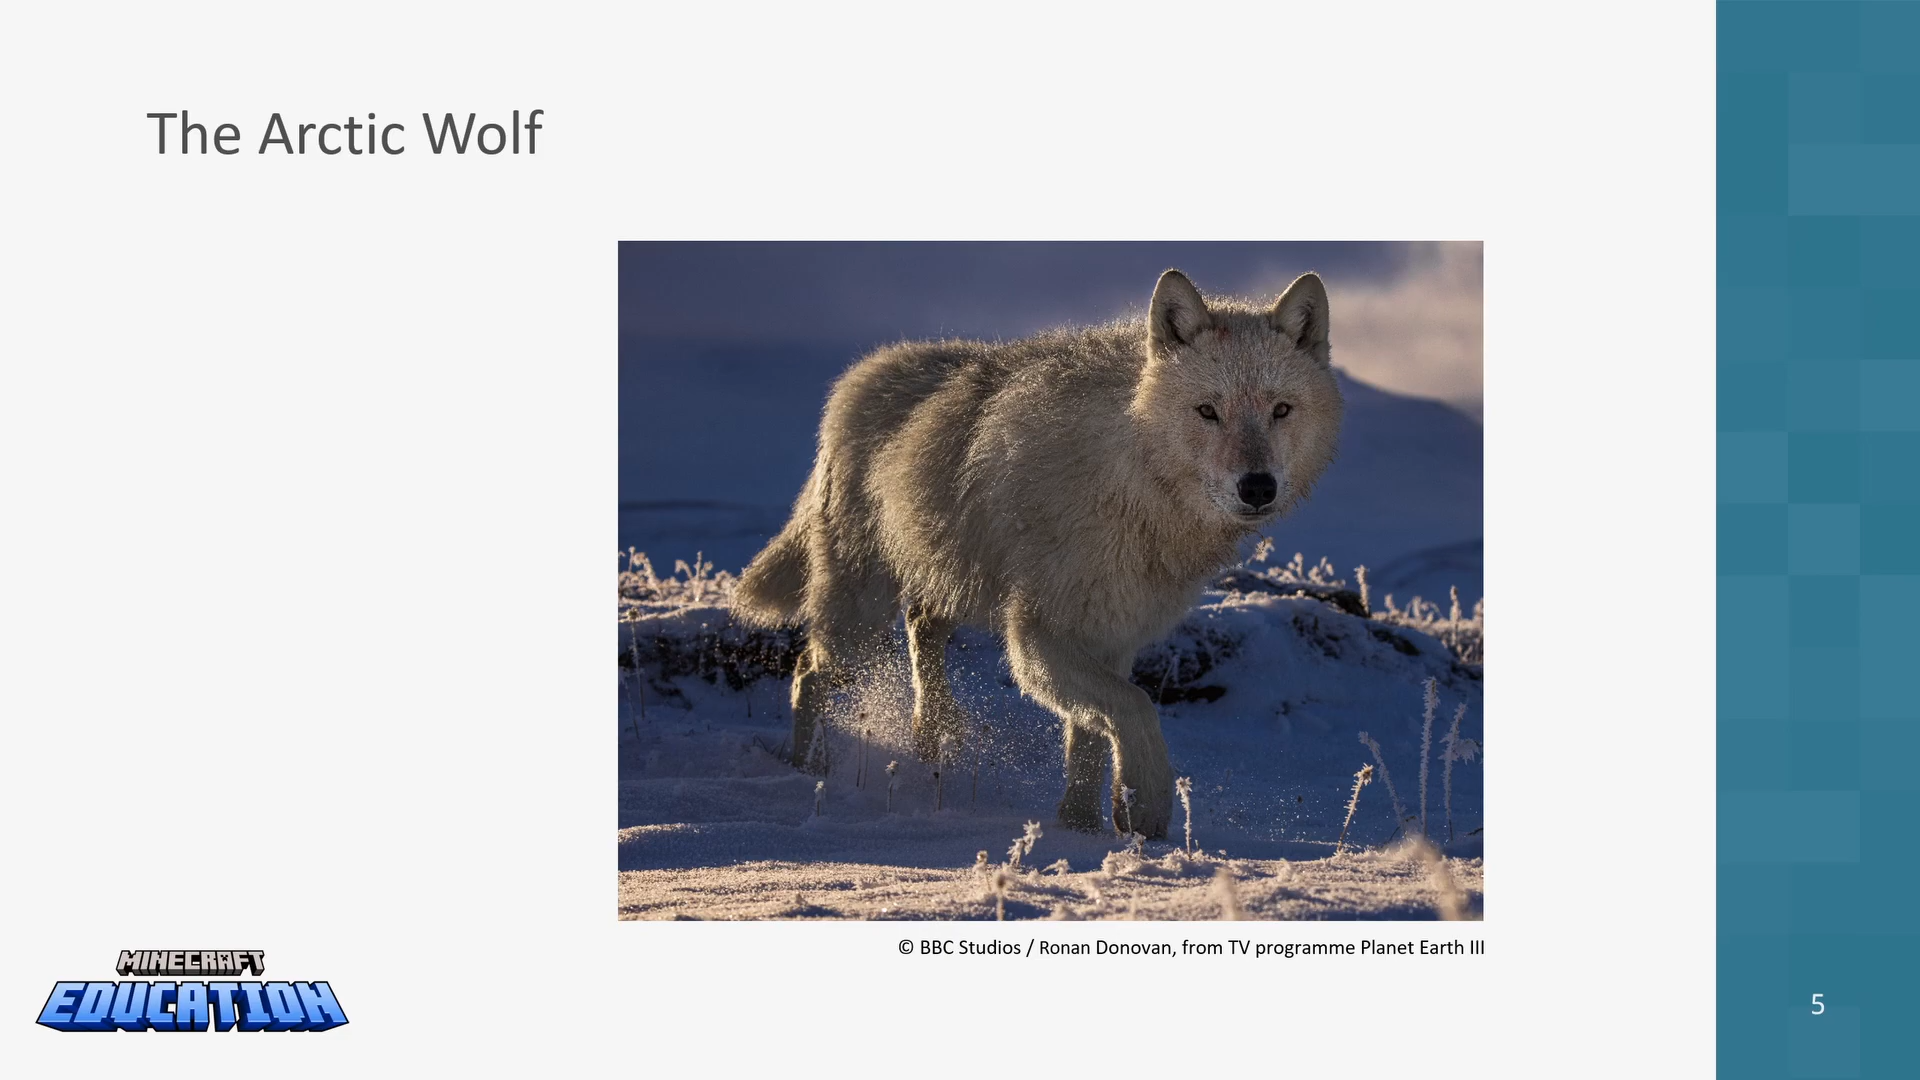 The Arctic Wolf
© BBC Studios / Ronan Donovan, from TV programme Planet Earth III
MINECRAFT
EDUCATION
5